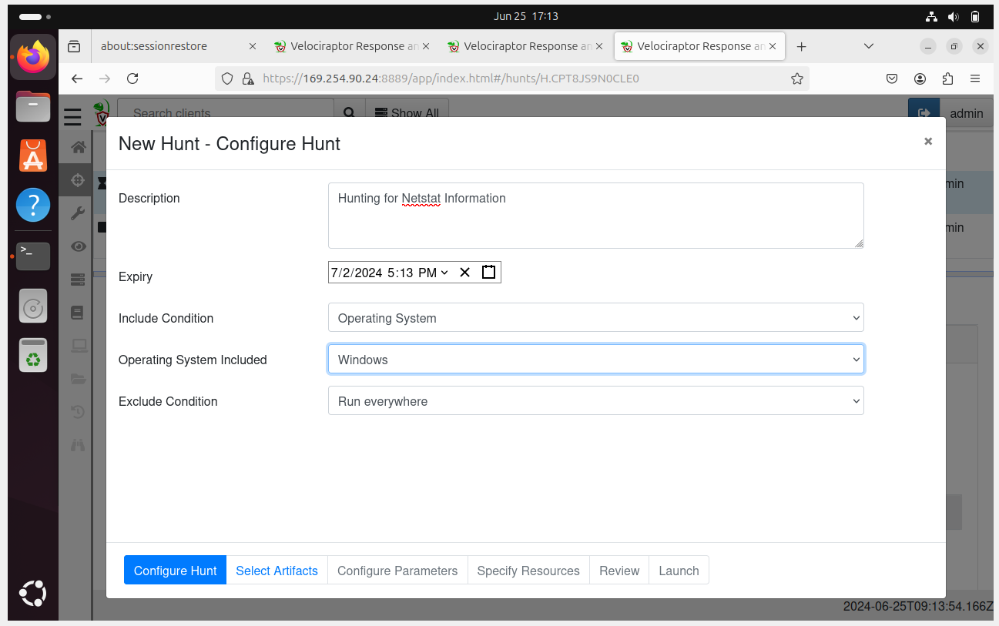 Jun 25 17:13
about:sessionrestore
Velociraptor Response an
Velociraptor Response an
Velociraptor Response an
https://169.254.90.24:8889/app/index.html#/hunts/H.CPT8JS9N0CLE0
Search clients
Show All
admin
New Hunt - Configure Hunt
×
min
min
Description
Hunting for Netstat Information
Expiry
7/2/2024 5:13 PM
Include Condition
Operating System
Operating System Included
Windows
Exclude Condition
Run everywhere
Configure Hunt
Select Artifacts
Configure Parameters
Specify Resources
Review
Launch
2024-06-25T09:13:54.166Z